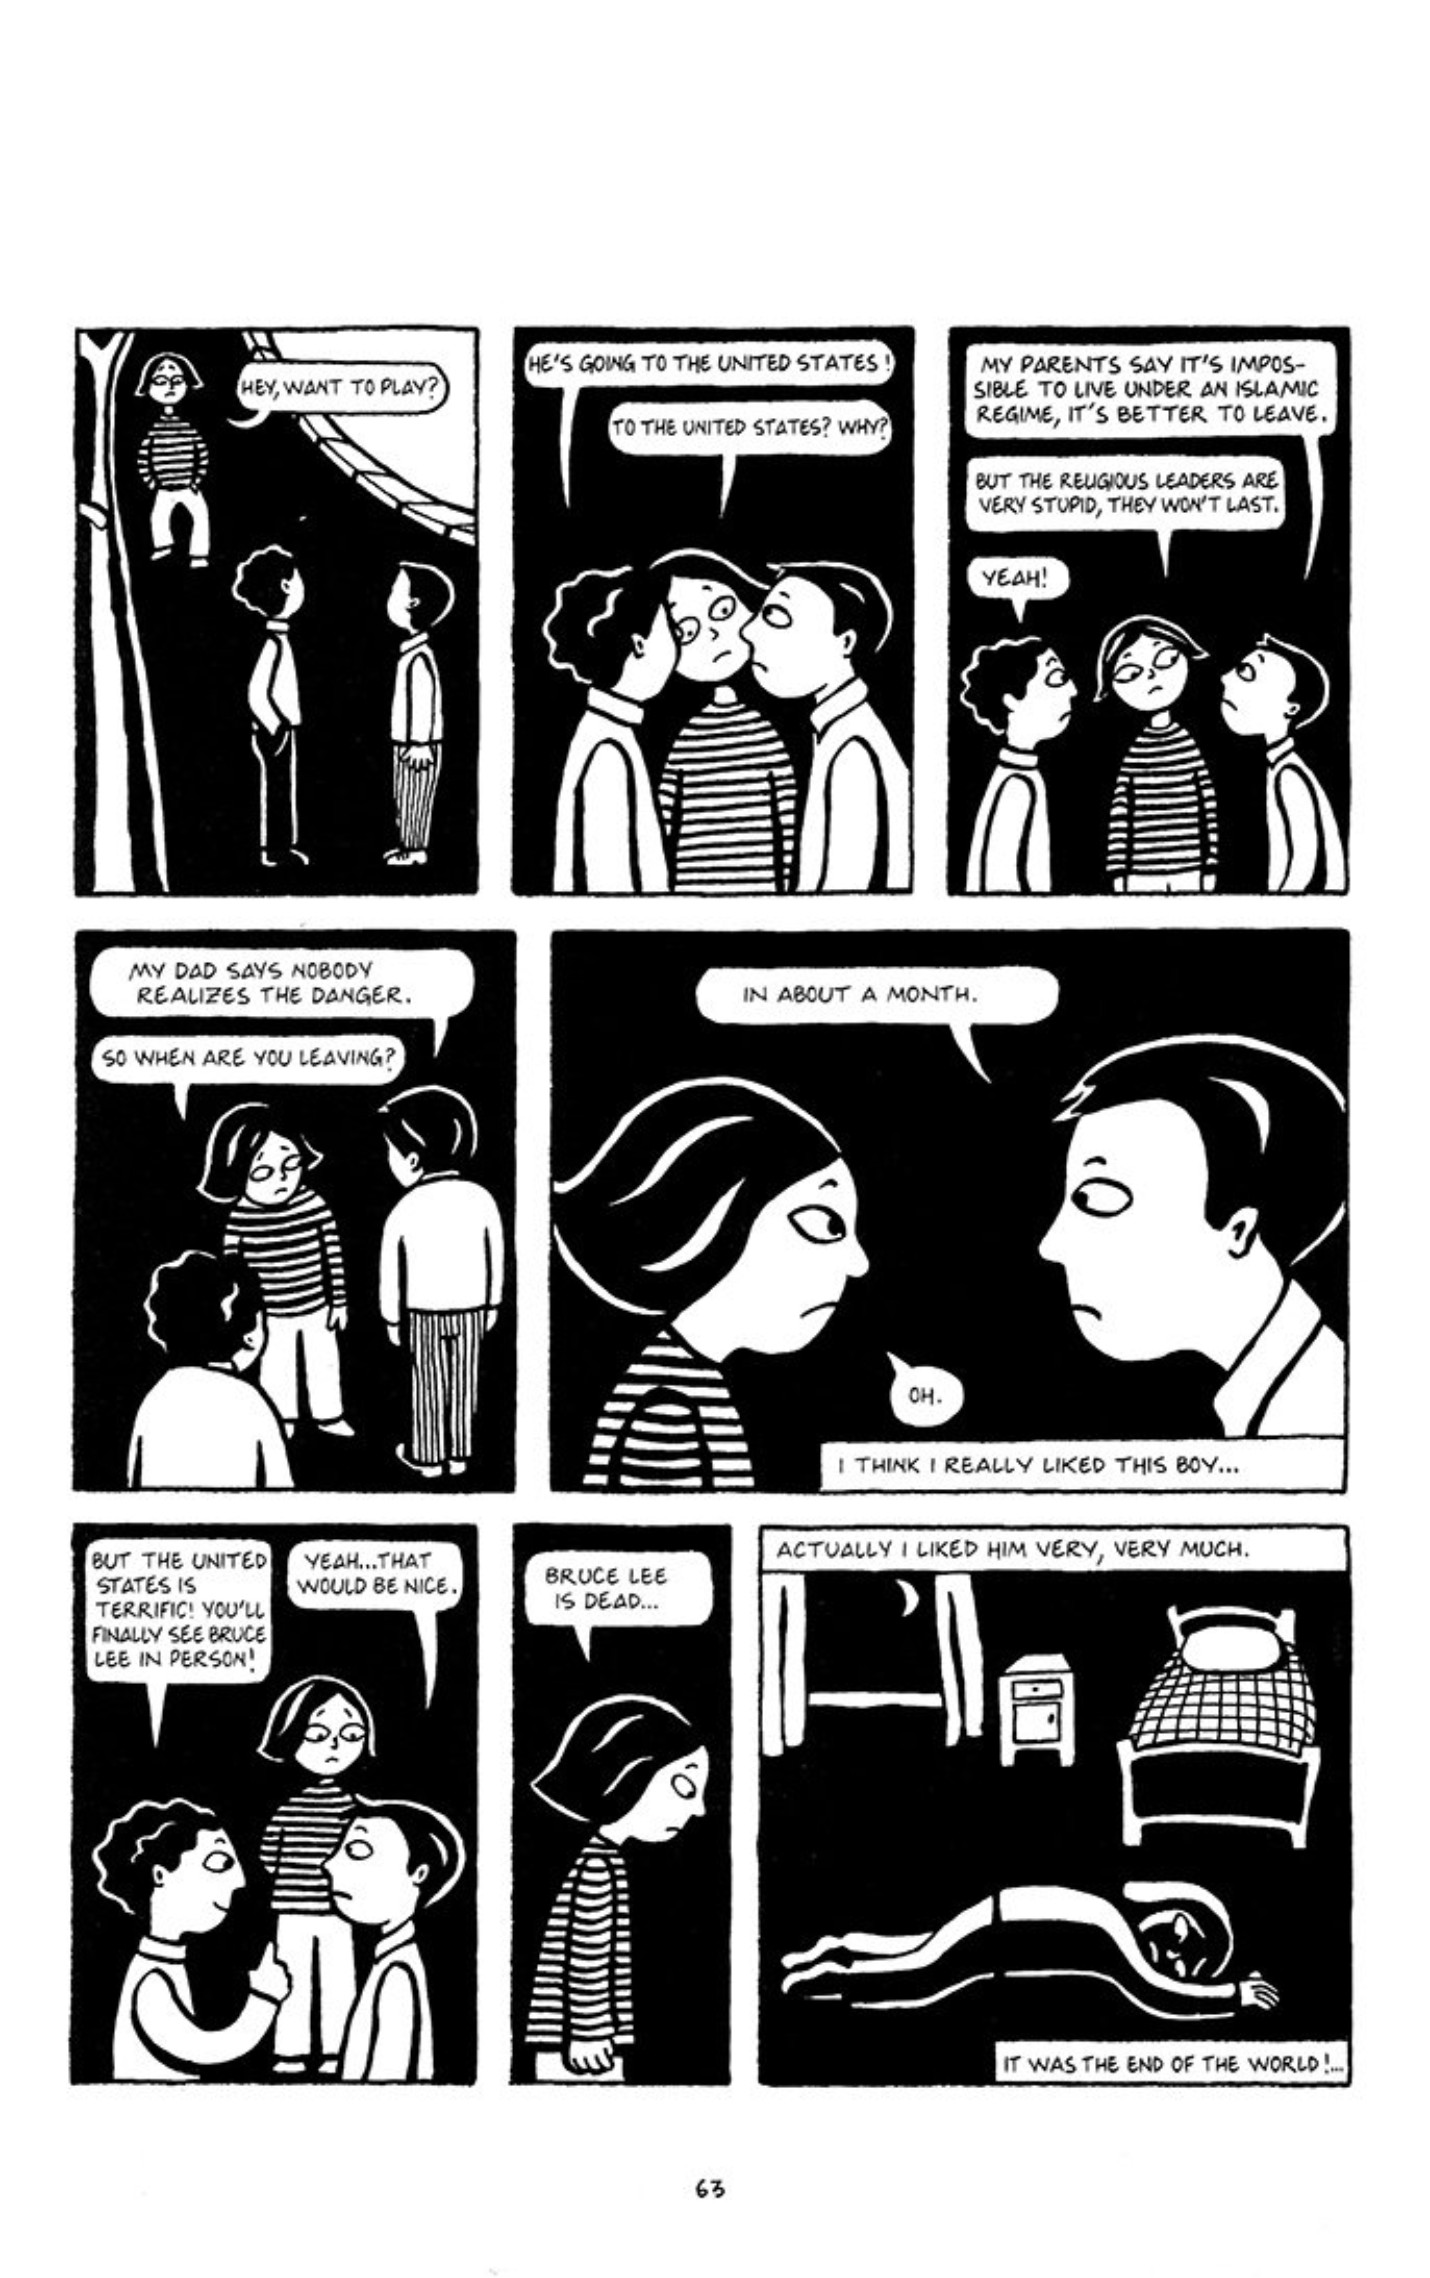 HEY, WANT TO PLAY?
HE'S GOING TO THE UNITED STATES!
TO THE UNITED STATES? WHY?
MY PARENTS SAY IT'S IMPOS-
SIBLE TO LIVE UNDER AN ISLAMIC
REGIME, IT'S BETTER TO LEAVE.
BUT THE RELIGIOUS LEADERS ARE
VERY STUPID, THEY WON'T LAST.
YEAH!
MY DAD SAYS NOBODY
REALIZES THE DANGER.
SO WHEN ARE YOU LEAVING?
IN ABOUT A MONTH.
OH.
I THINK I REALLY LIKED THIS BOY...
BUT THE UNITED
STATES IS
TERRIFIC! YOU'LL
FINALLY SEE BRUCE
LEE IN PERSON!
YEAH...THAT
WOULD BE NICE.
BRUCE LEE
IS DEAD...
ACTUALLY I LIKED HIM VERY, VERY MUCH.
IT WAS THE END OF THE WORLD!...
63